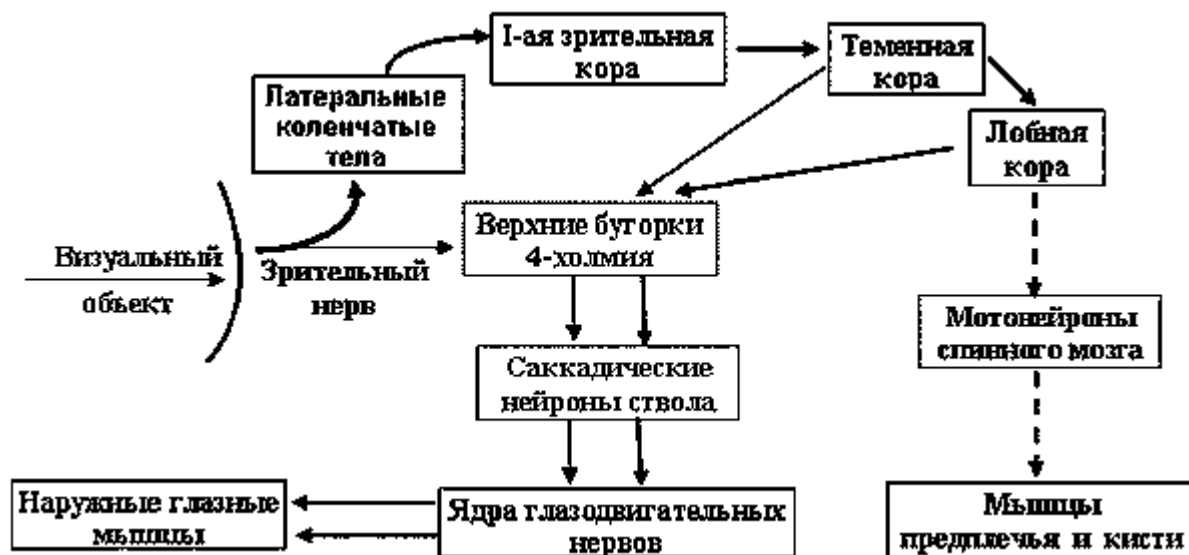 I-ая зрительная
кора
Теменная
кора
Латеральные
коленчатые
тела
Лобная
кора
Верхние бугорки
4-холмия
Визуальный
объект
Зрительный
нерв
Мотонейроны
спинного мозга
Саккадические
нейроны ствола
Наружные глазные
мышцы
Ядра глазодвигательных
нервов
Мышцы
предплечья и кисти